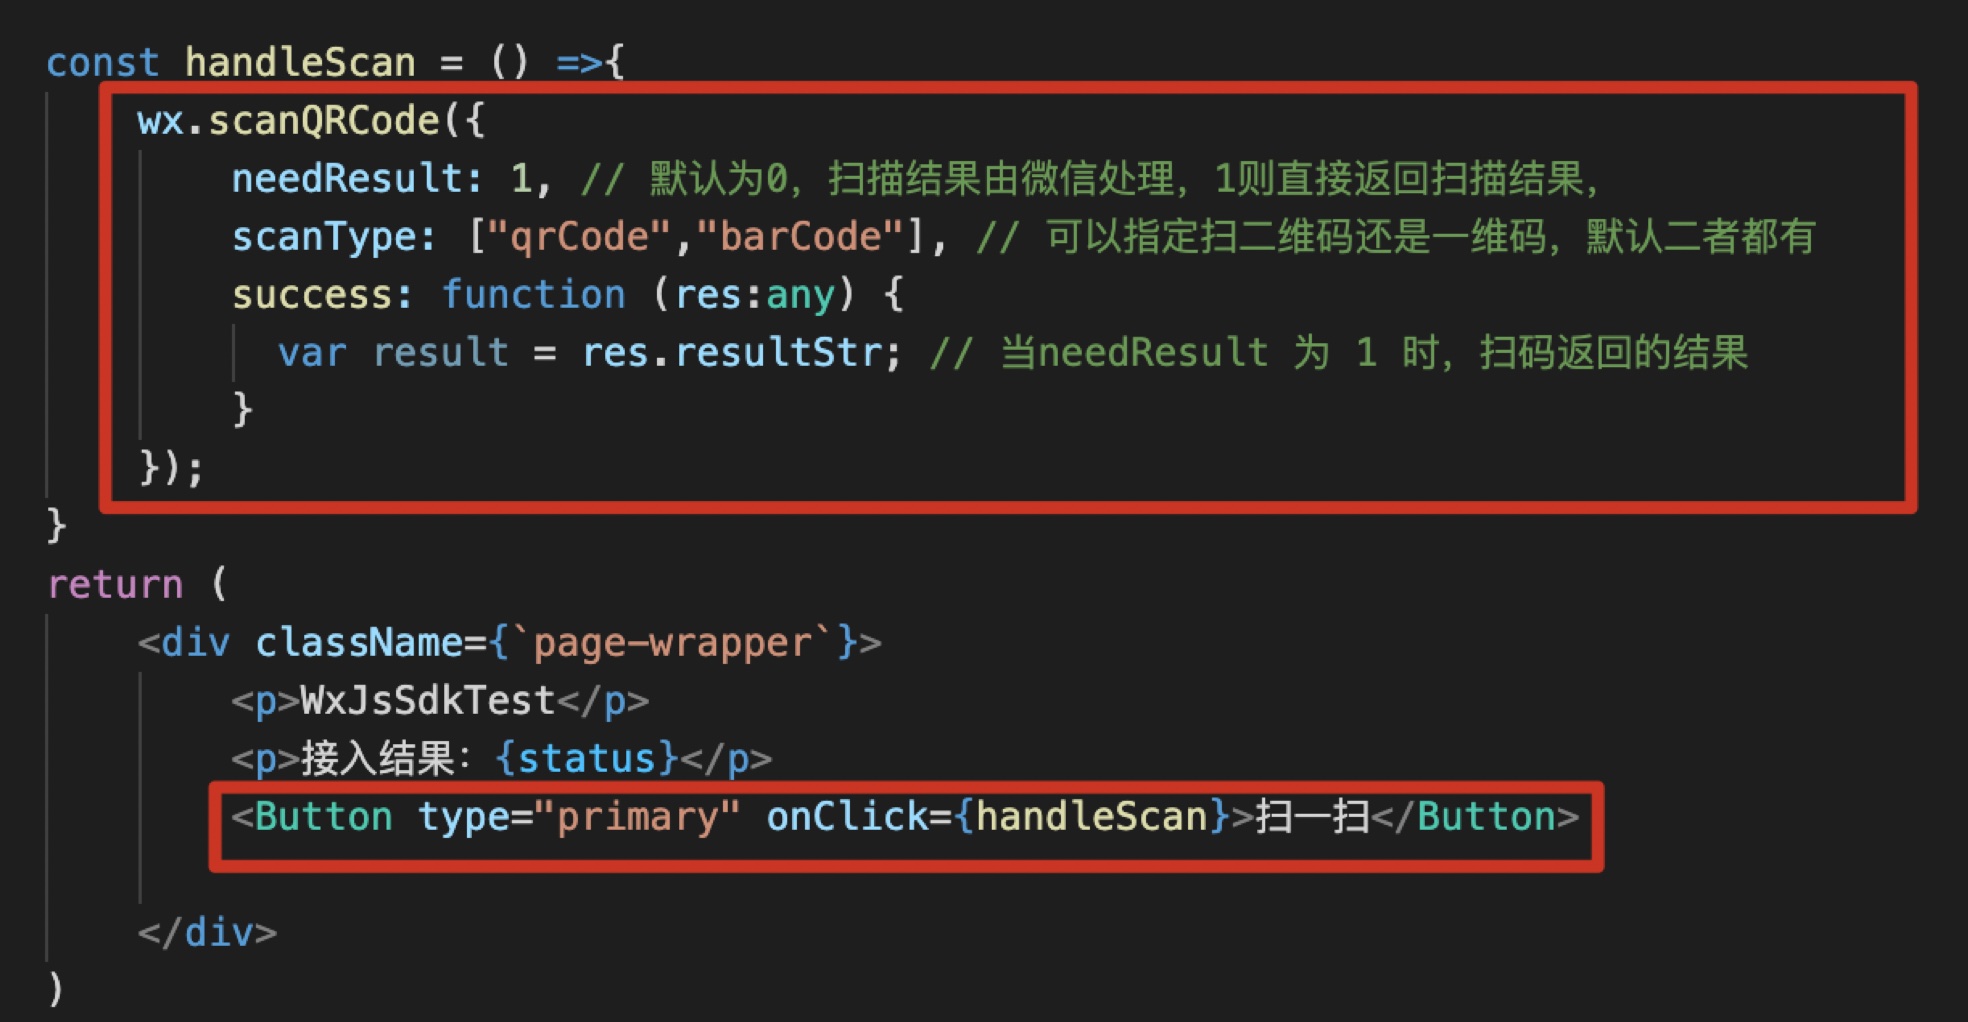 const handleScan = () =>{
wx.scanQRCode({
needResult: 1, // 默认为0，扫描结果由微信处理，1则直接返回扫描结果，
scanType: ["qrCode","barCode"], // 可以指定扫二维码还是一维码，默认二者都有
success: function (res:any) {
var result = res.resultStr; // 当needResult 为 1 时，扫码返回的结果
}
});
}
return (
<div className={`page-wrapper`}>
<p>WxJsSdkTest</p>
<p>接入结果：{status}</p>
<Button type="primary" onClick={handleScan}>扫一扫</Button>
</div>
)